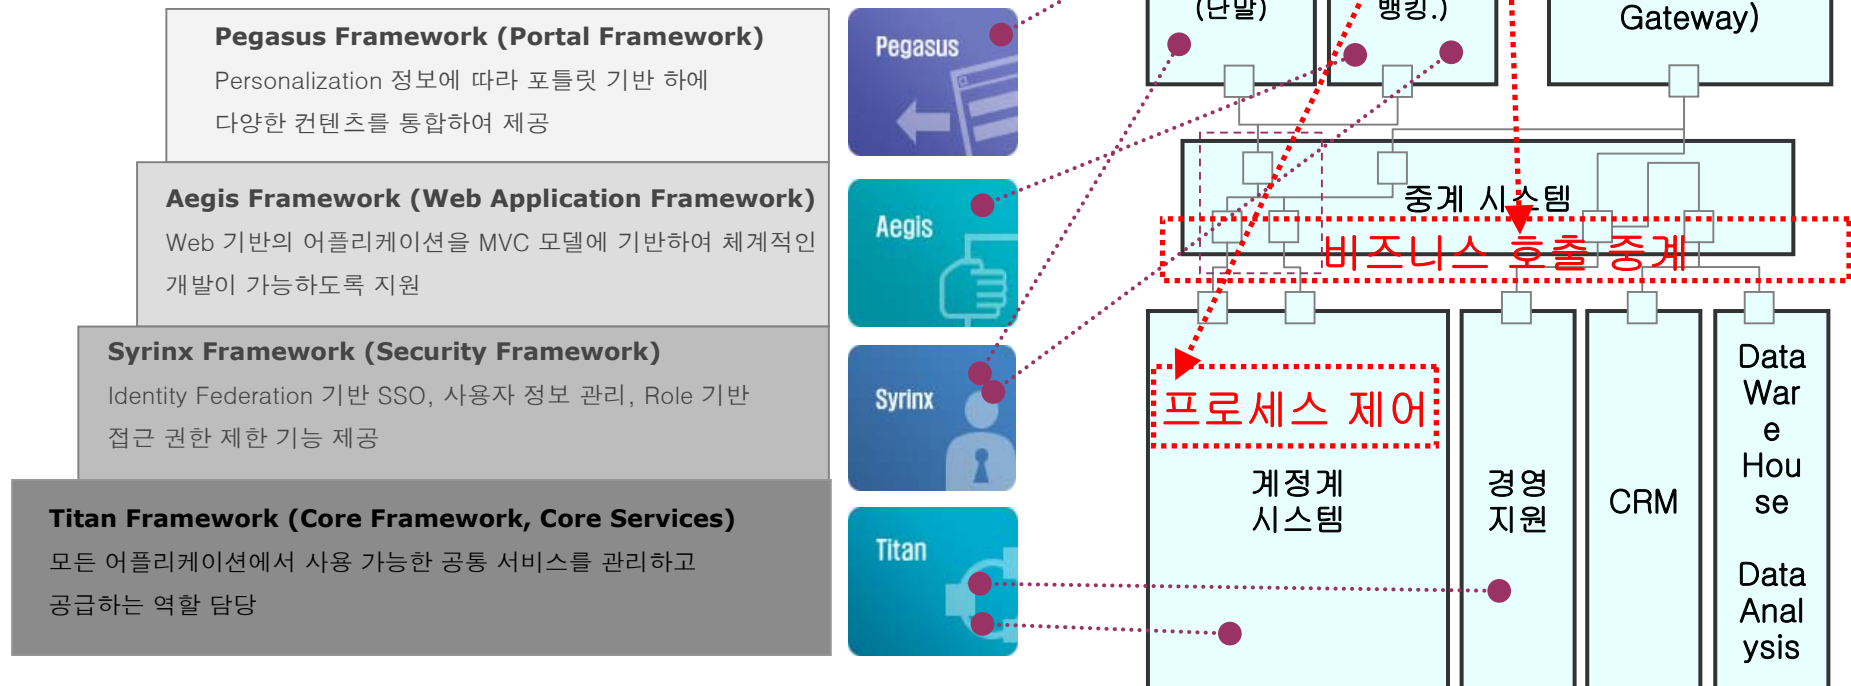 Pegasus Framework (Portal Framework)
Personalization 정보에 따라 포틀릿 기반 하에
다양한 컨텐츠를 통합하여 제공
Aegis Framework (Web Application Framework)
Web 기반의 어플리케이션을 MVC 모델에 기반하여 체계적인
개발이 가능하도록 지원
Syrinx Framework (Security Framework)
Identity Federation 기반 SSO, 사용자 정보 관리, Role 기반
접근 권한 제한 기능 제공
Titan Framework (Core Framework, Core Services)
모든 어플리케이션에서 사용 가능한 공통 서비스를 관리하고
공급하는 역할 담당
Pegasus
Aegis
Syrinx
Titan
(단말)
뱅킹.)
Gateway)
중계 시스템
비즈니스 호출 중계
프로세스 제어
계정계
시스템
경영
지원
CRM
Data
War
e
Hou
se
Data
Anal
ysis